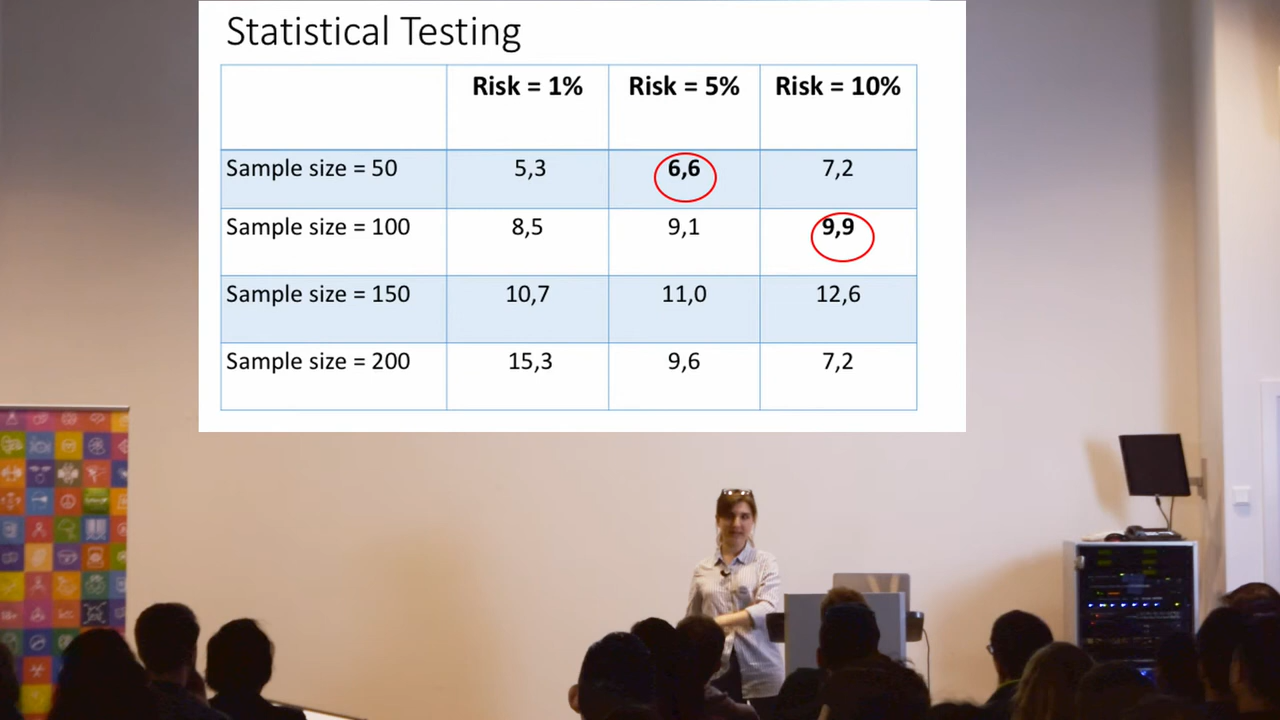 Statistical Testing
Risk = 1% Risk = 5% Risk = 10%
Sample size = 50 5,3 6,6 7,2
Sample size = 100 8,5 9,1 9,9
Sample size = 150 10,7 11,0 12,6
Sample size = 200 15,3 9,6 7,2